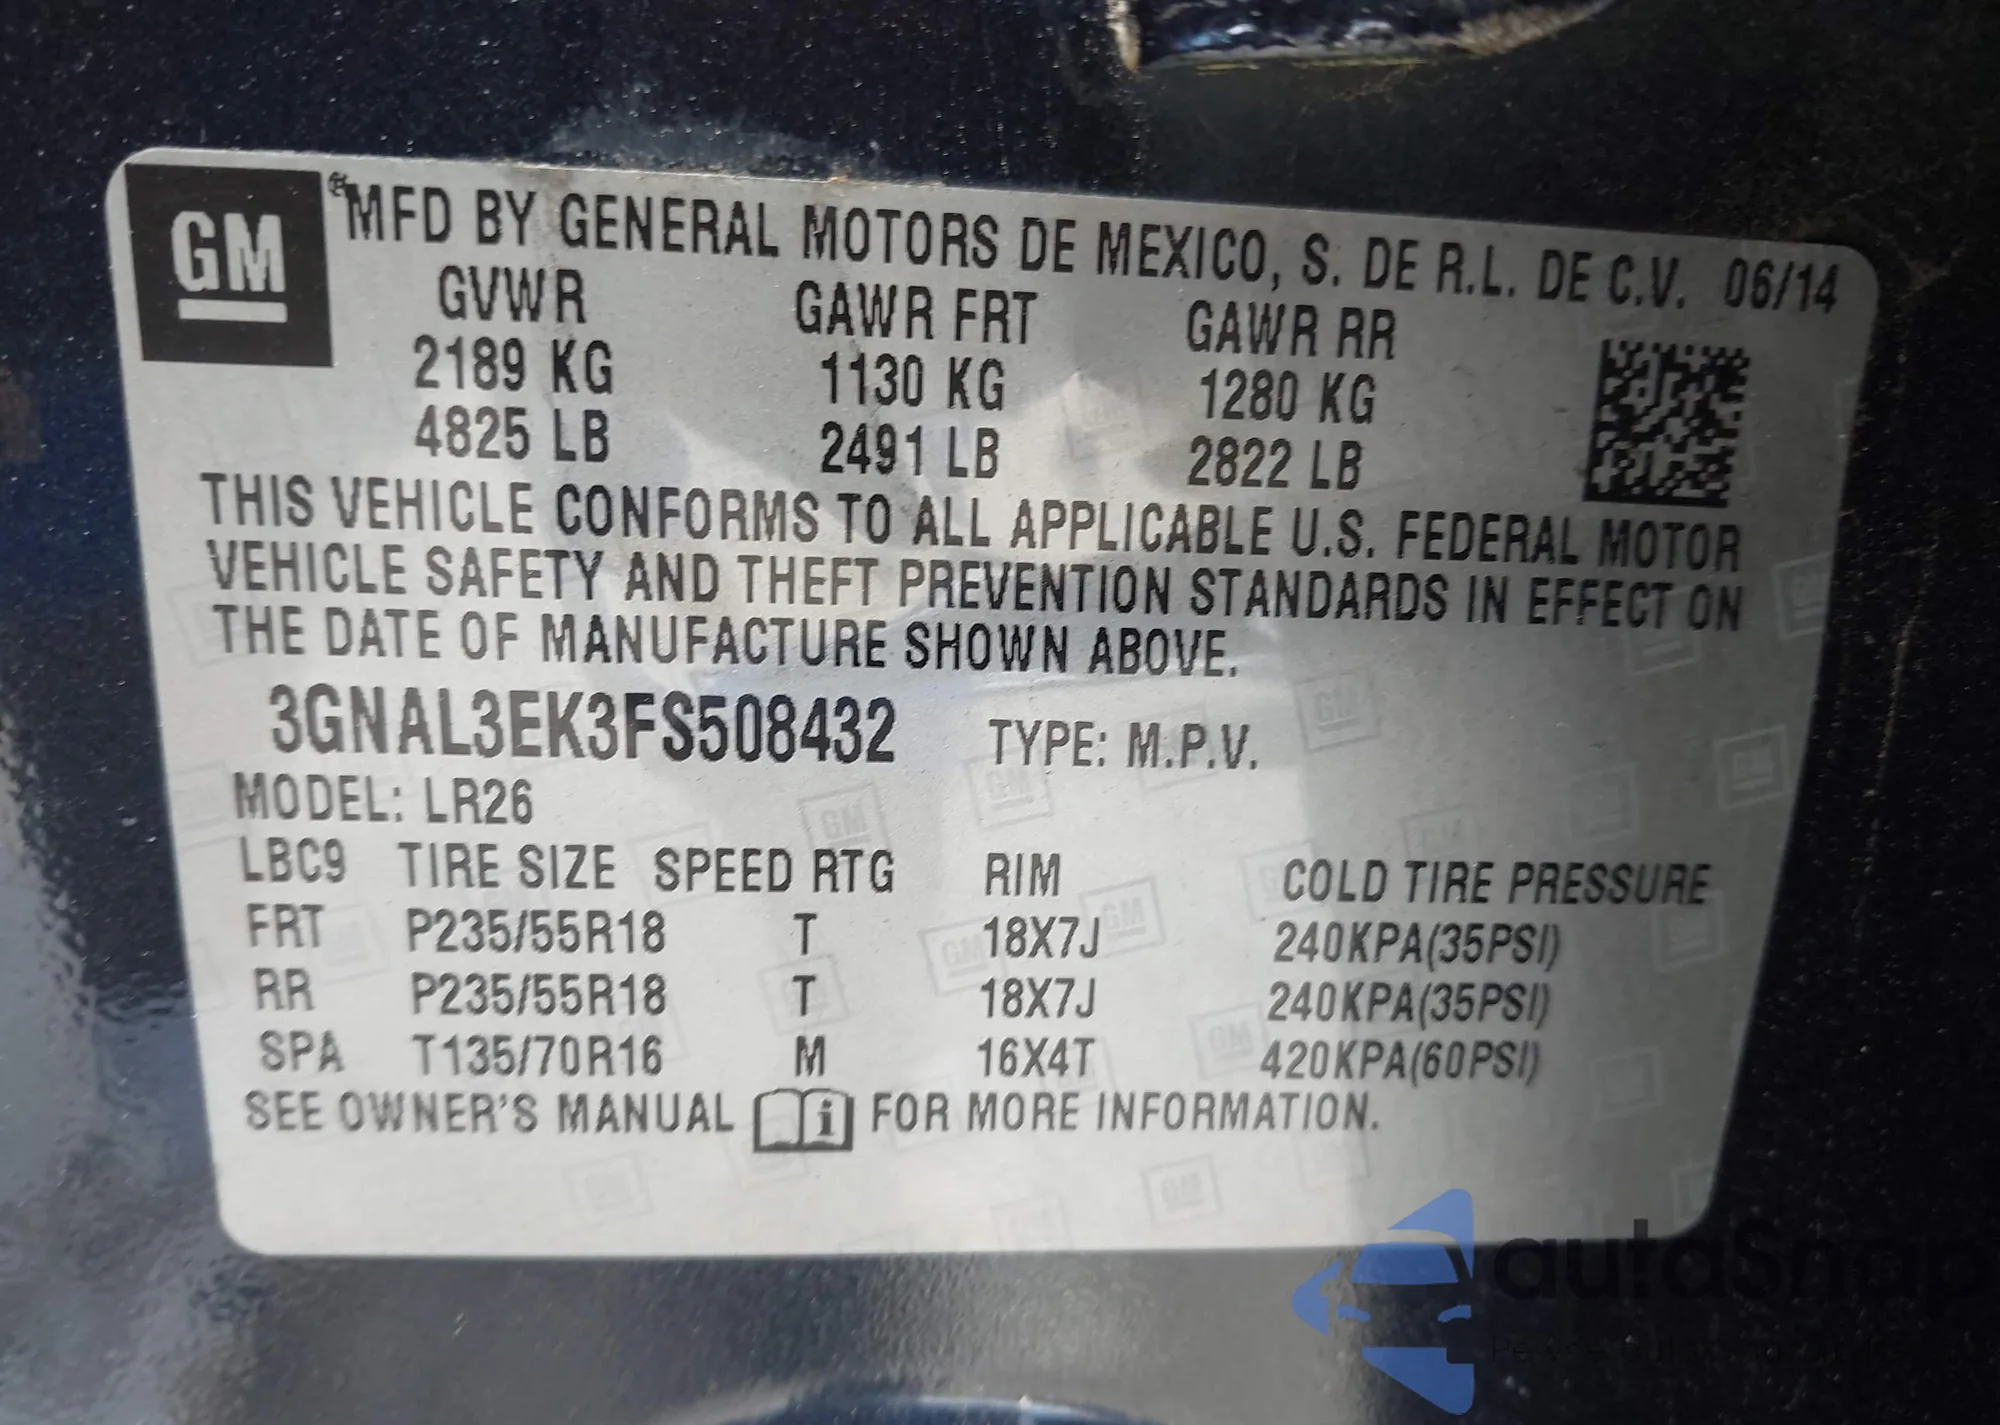 GM
MFD BY GENERAL MOTORS DE MEXICO, S. DE R.L. DE C.V. 06/14
GVWR GAWR FRT GAWR RR
2189 KG 1130 KG 1280 KG
4825 LB 2491 LB 2822 LB
THIS VEHICLE CONFORMS TO ALL APPLICABLE U.S. FEDERAL MOTOR
VEHICLE SAFETY AND THEFT PREVENTION STANDARDS IN EFFECT ON
THE DATE OF MANUFACTURE SHOWN ABOVE.
3GNAL3EK3FS508432 TYPE: M.P.V.
MODEL: LR26
LBC9 TIRE SIZE SPEED RTG RIM COLD TIRE PRESSURE
FRT P235/55R18 T 18X7J 240KPA(35PSI)
RR P235/55R18 T 18X7J 240KPA(35PSI)
SPA T135/70R16 M 16X4T 420KPA(60PSI)
SEE OWNER'S MANUAL i FOR MORE INFORMATION.
autaSnap